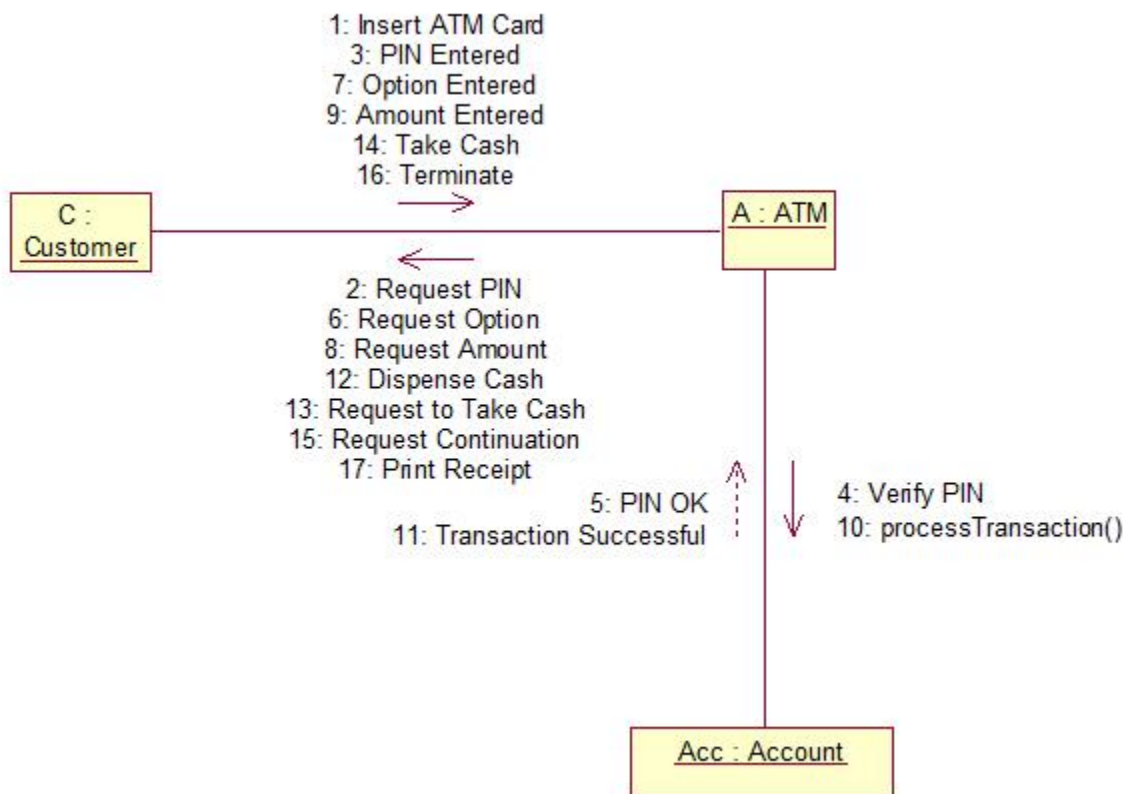 1: Insert ATM Card
3: PIN Entered
7: Option Entered
9: Amount Entered
14: Take Cash
16: Terminate
C :
Customer
A : ATM
2: Request PIN
6: Request Option
8: Request Amount
12: Dispense Cash
13: Request to Take Cash
15: Request Continuation
17: Print Receipt
5: PIN OK
11: Transaction Successful
4: Verify PIN
10: processTransaction()
Acc : Account